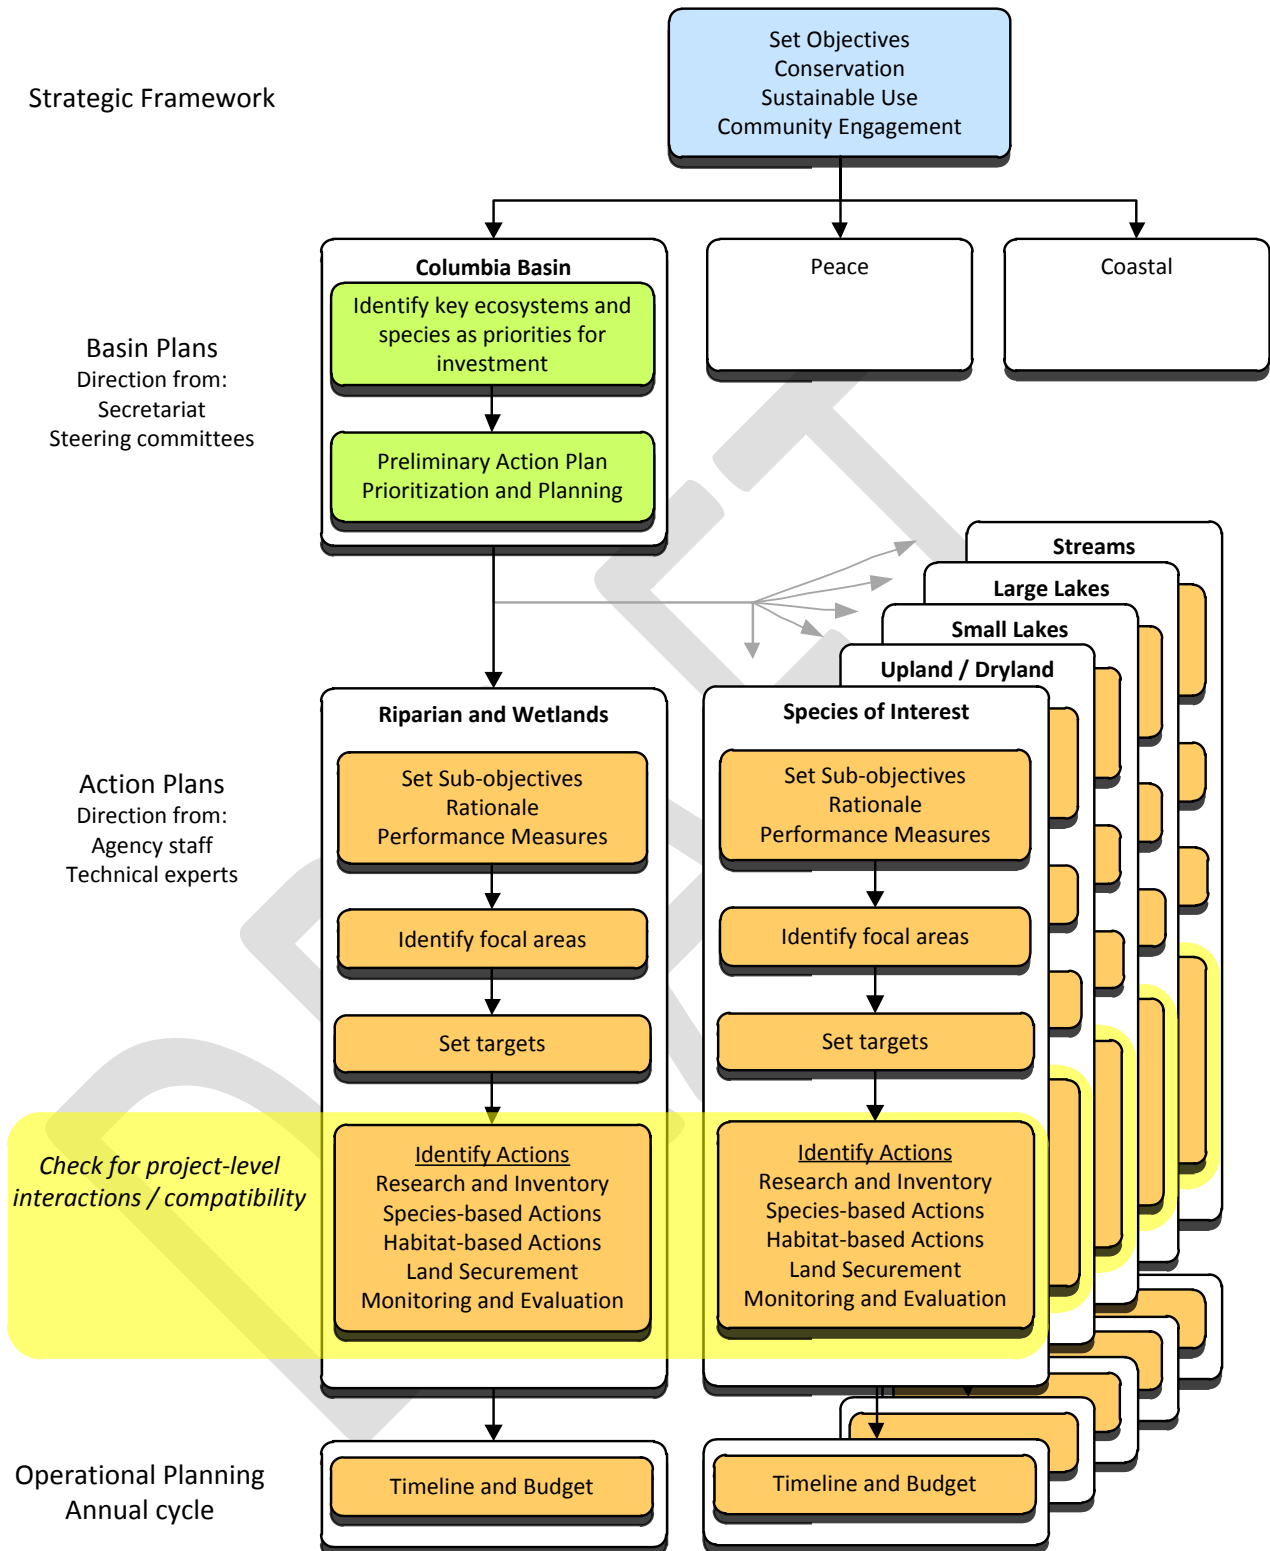 Set Objectives
Conservation
Sustainable Use
Community Engagement
Strategic Framework
Columbia Basin
Identify key ecosystems and
species as priorities for
investment
Preliminary Action Plan
Prioritization and Planning
Peace
Coastal
Basin Plans
Direction from:
Secretariat
Steering committees
Streams
Large Lakes
Small Lakes
Upland / Dryland
Riparian and Wetlands
Set Sub-objectives
Rationale
Performance Measures
Identify focal areas
Set targets
Identify Actions
Research and Inventory
Species-based Actions
Habitat-based Actions
Land Securement
Monitoring and Evaluation
Species of Interest
Set Sub-objectives
Rationale
Performance Measures
Identify focal areas
Set targets
Identify Actions
Research and Inventory
Species-based Actions
Habitat-based Actions
Land Securement
Monitoring and Evaluation
Action Plans
Direction from:
Agency staff
Technical experts
Check for project-level
interactions / compatibility
Operational Planning
Annual cycle
Timeline and Budget
Timeline and Budget
DRAFT